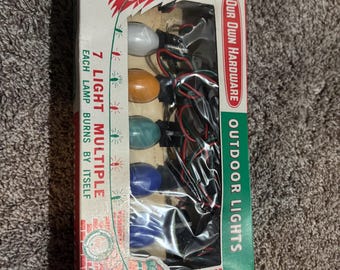 OUR OWN HARDWARE
OUTDOOR LIGHTS
7 LIGHT MULTIPLE
EACH LAMP BURNS BY ITSELF